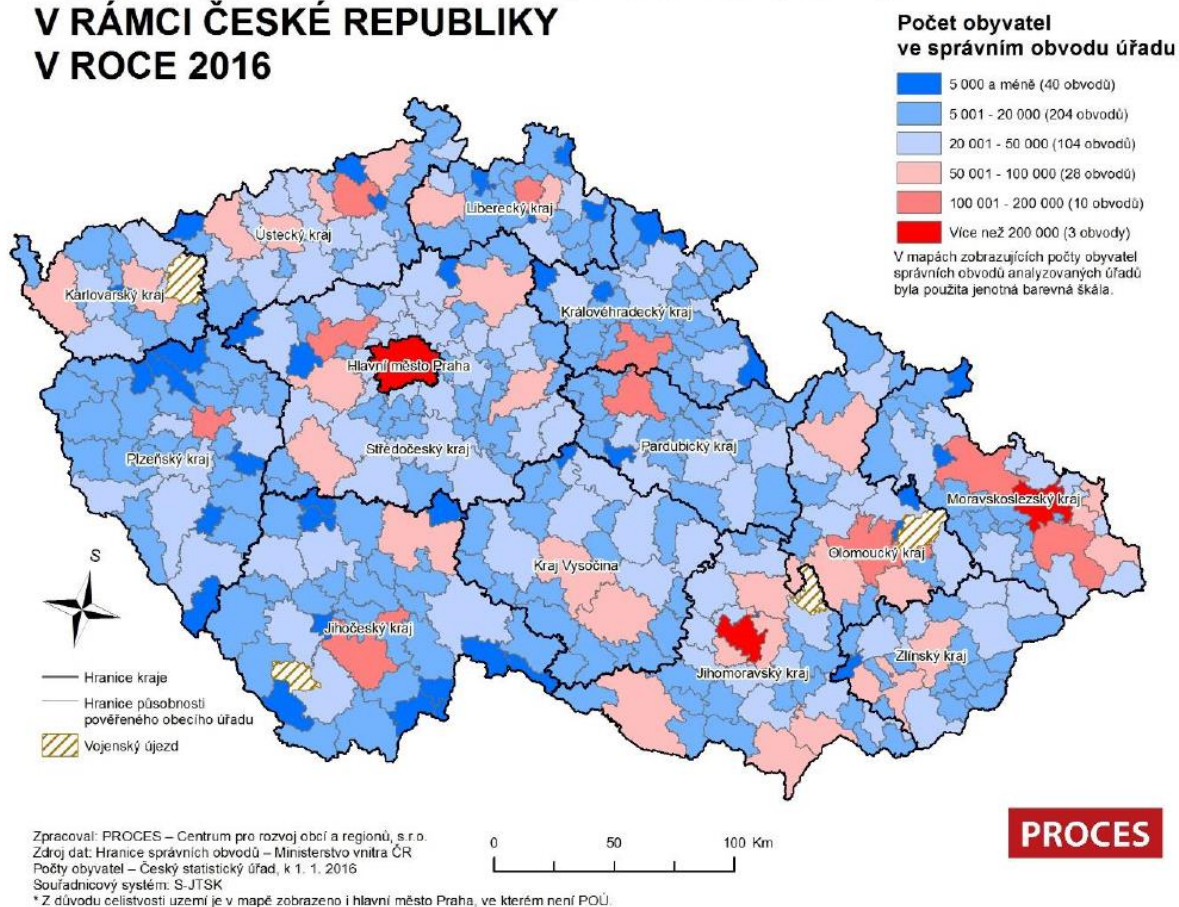 V RÁMCI ČESKÉ REPUBLIKY
V ROCE 2016
Počet obyvatel
ve správním obvodu úřadu
5 000 a méně (40 obvodů)
5 001 - 20 000 (204 obvodů)
20 001 - 50 000 (104 obvodů)
50 001 - 100 000 (28 obvodů)
100 001 - 200 000 (10 obvodů)
Více než 200 000 (3 obvody)
V mapách zobrazujících počty obyvatel
správních obvodů analyzovaných úřadů
byla použita jenotná barevná škála.
Liberecký kraj
Ústecký kraj
Karlovarský kraj
Královéhradecký kraj
Hlavní město Praha
Středočeský kraj
Pardubický kraj
Plzeňský kraj
Moravskoslezský kraj
Olomoucký kraj
Kraj Vysočina
Jihočeský kraj
Zlínský kraj
Jihomoravský kraj
S
Hranice kraje
Hranice působnosti
pověřeného obecího úřadu
Vojenský újezd
Zpracoval: PROCES – Centrum pro rozvoj obcí a regionů, s.r.o.
Zdroj dat: Hranice správních obvodů – Ministerstvo vnitra ČR
Počty obyvatel – Český statistický úřad, k 1. 1. 2016
Souřadnicový systém: S-JTSK
* Z důvodu celistvosti uzemí je v mapě zobrazeno i hlavní město Praha, ve kterém není POÚ.
0 50 100 Km
PROCES